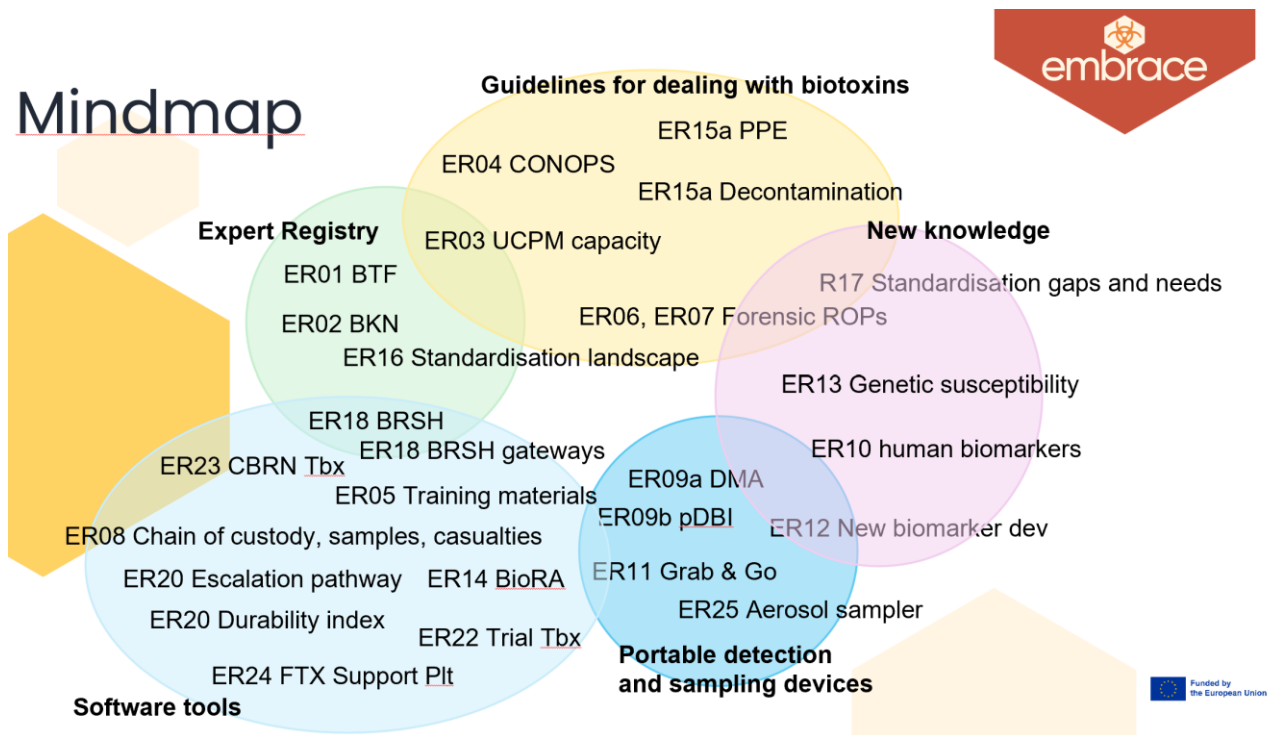 embrace
Mindmap
Guidelines for dealing with biotoxins
ER15a PPE
ER04 CONOPS
ER15a Decontamination
Expert Registry
ER03 UCPM capacity
New knowledge
ER01 BTF
R17 Standardisation gaps and needs
ER02 BKN
ER06, ER07 Forensic ROPs
ER16 Standardisation landscape
ER13 Genetic susceptibility
ER18 BRSH
ER18 BRSH gateways
ER10 human biomarkers
ER23 CBRN Tbx
ER09a DMA
ER05 Training materials
ER09b pDBI
ER12 New biomarker dev
ER08 Chain of custody, samples, casualties
ER20 Escalation pathway
ER14 BioRA
ER11 Grab & Go
ER20 Durability index
ER25 Aerosol sampler
ER22 Trial Tbx
ER24 FTX Support Plt
Portable detection
and sampling devices
Software tools
Funded by
the European Union